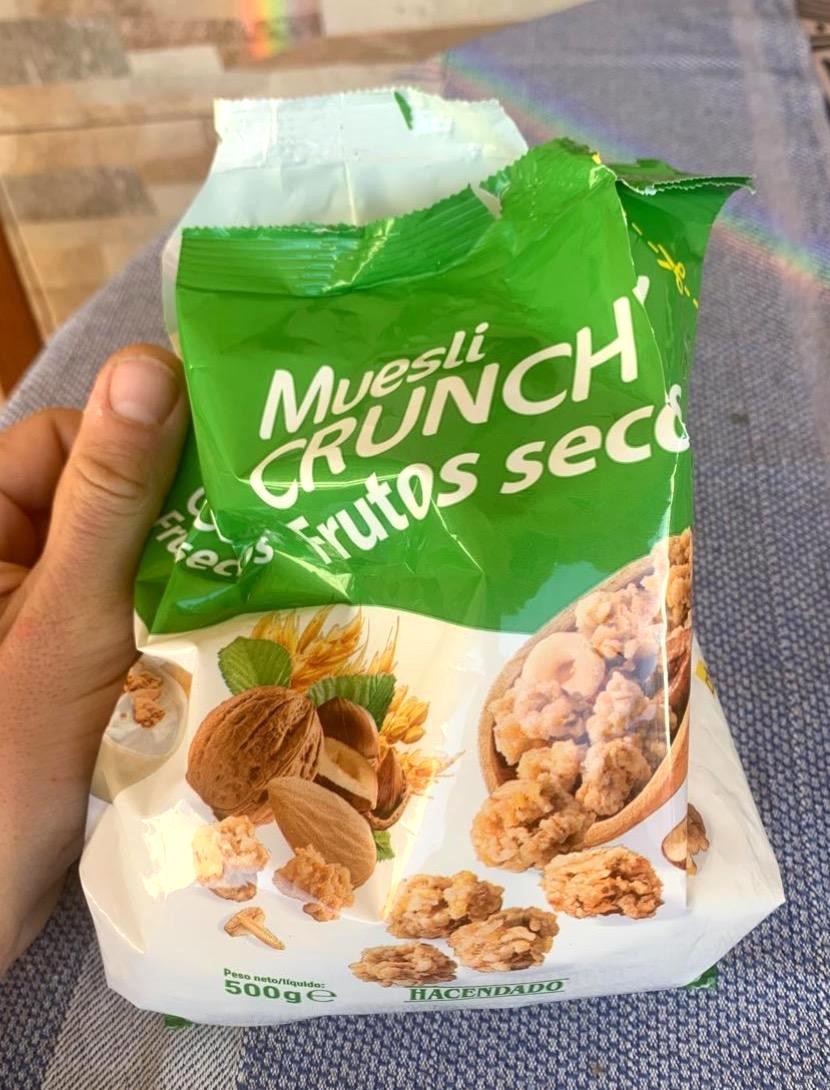 Muesli
CRUNCHY
Frutos secos
Peso neto/líquido:
500g e
HACENDADO